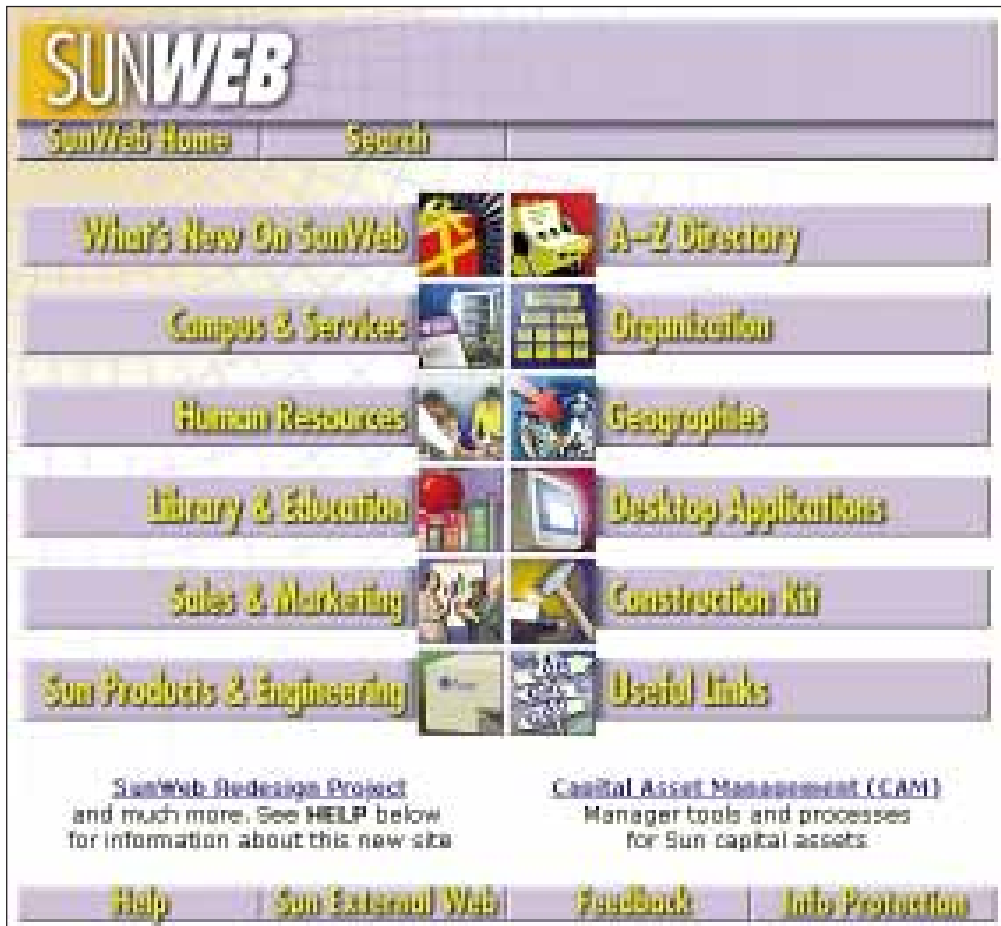 SUNWEB
SunWeb Home Search
What's New On SunWeb
A–Z Directory
Campus & Services
Organization
Human Resources
Geographies
Library & Education
Desktop Applications
Sales & Marketing
Construction Kit
Sun Products & Engineering
Useful Links
SunWeb Redesign Project
and much more. See HELP below
for information about this new site
Capital Asset Management (CAM)
Manager tools and processes
for Sun capital assets
Help Sun External Web Feedback Info Protection